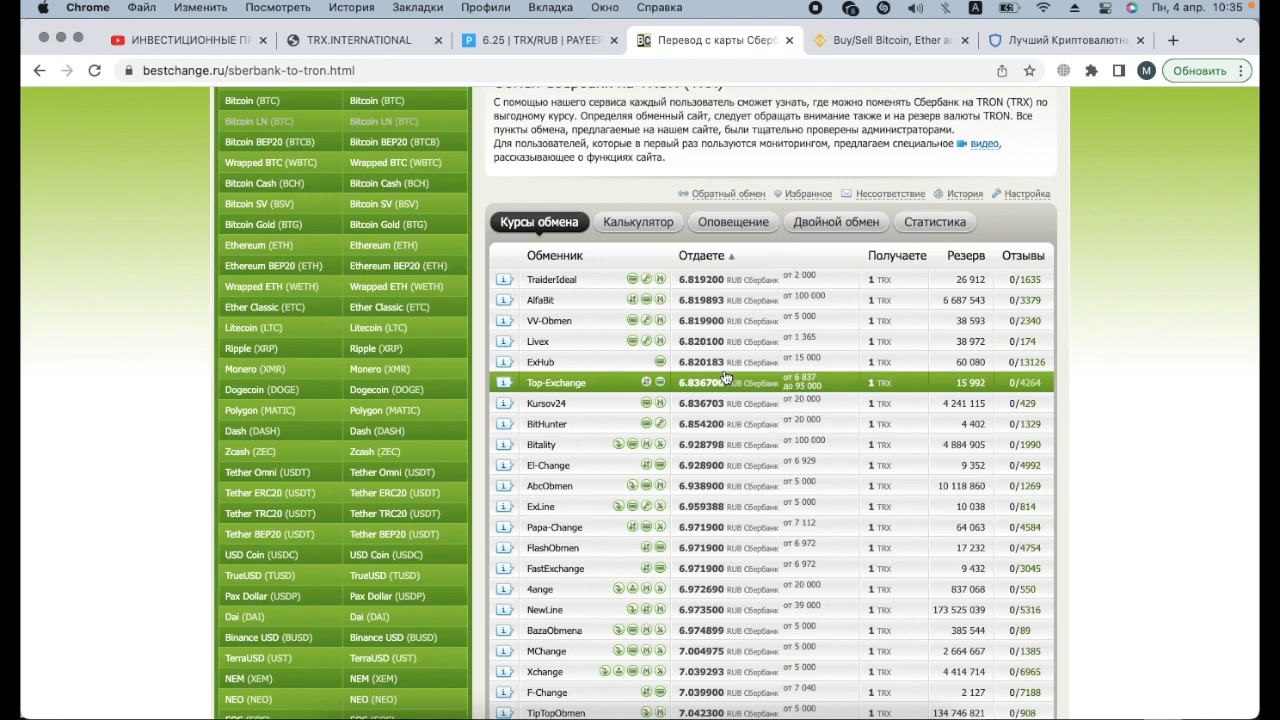 Chrome Файл Изменить Посмотреть История Закладки Профили Вкладка Окно Справка A Пн, 4 апр. 10:35
ИНВЕСТИЦИОННЫЕ ПР TRX.INTERNATIONAL 6.25 | TRX/RUB | PAYEER Перевод с карты Сберб Buy/Sell Bitcoin, Ether an Лучший Криптовалютн
bestchange.ru/sberbank-to-tron.html M Обновить
Bitcoin (BTC) Bitcoin (BTC)
Bitcoin LN (BTC) Bitcoin LN (BTC)
Bitcoin BEP20 (BTCB) Bitcoin BEP20 (BTCB)
Wrapped BTC (WBTC) Wrapped BTC (WBTC)
Bitcoin Cash (BCH) Bitcoin Cash (BCH)
Bitcoin SV (BSV) Bitcoin SV (BSV)
Bitcoin Gold (BTG) Bitcoin Gold (BTG)
Ethereum (ETH) Ethereum (ETH)
Ethereum BEP20 (ETH) Ethereum BEP20 (ETH)
Wrapped ETH (WETH) Wrapped ETH (WETH)
Ether Classic (ETC) Ether Classic (ETC)
Litecoin (LTC) Litecoin (LTC)
Ripple (XRP) Ripple (XRP)
Monero (XMR) Monero (XMR)
Dogecoin (DOGE) Dogecoin (DOGE)
Polygon (MATIC) Polygon (MATIC)
Dash (DASH) Dash (DASH)
Zcash (ZEC) Zcash (ZEC)
Tether Omni (USDT) Tether Omni (USDT)
Tether ERC20 (USDT) Tether ERC20 (USDT)
Tether TRC20 (USDT) Tether TRC20 (USDT)
Tether BEP20 (USDT) Tether BEP20 (USDT)
USD Coin (USDC) USD Coin (USDC)
TrueUSD (TUSD) TrueUSD (TUSD)
Pax Dollar (USDP) Pax Dollar (USDP)
Dai (DAI) Dai (DAI)
Binance USD (BUSD) Binance USD (BUSD)
TerraUSD (UST) TerraUSD (UST)
NEM (XEM) NEM (XEM)
NEO (NEO) NEO (NEO)
EOS (EOS) EOS (EOS)
Обмен Сбербанк на TRON (TRX)
С помощью нашего сервиса каждый пользователь сможет узнать, где можно поменять Сбербанк на TRON (TRX) по
выгодному курсу. Определяя обменный сайт, следует обращать внимание также и на резерв валюты TRON. Все
пункты обмена, предлагаемые на нашем сайте, были тщательно проверены администраторами.
Для пользователей, которые в первый раз пользуются мониторингом, предлагаем специальное видео,
рассказывающее о функциях сайта.
Обратный обмен Избранное Несоответствие История Настройка
Курсы обмена Калькулятор Оповещение Двойной обмен Статистика
Обменник Отдаете ▲ Получаете Резерв Отзывы
TraiderIdeal 6.819200 RUB Сбербанк от 2 000 1 TRX 26 912 0/1635
AlfaBit 6.819893 RUB Сбербанк от 100 000 1 TRX 6 687 543 0/3379
VV-Obmen 6.819900 RUB Сбербанк от 5 000 1 TRX 38 593 0/2340
Livex 6.820100 RUB Сбербанк от 1 365 1 TRX 38 972 0/174
ExHub 6.820183 RUB Сбербанк от 15 000 1 TRX 60 080 0/13126
Top-Exchange 6.836700 RUB Сбербанк от 6 837 до 95 000 1 TRX 15 992 0/4264
Kursov24 6.836703 RUB Сбербанк от 20 000 1 TRX 4 241 115 0/429
BitHunter 6.854200 RUB Сбербанк от 20 000 1 TRX 4 402 0/1329
Bitality 6.928798 RUB Сбербанк от 100 000 1 TRX 4 884 905 0/1990
El-Change 6.928900 RUB Сбербанк от 6 929 1 TRX 9 352 0/4992
AbcObmen 6.938900 RUB Сбербанк от 5 000 1 TRX 10 118 860 0/1269
ExLine 6.959388 RUB Сбербанк от 5 000 1 TRX 10 038 0/814
Papa-Change 6.971900 RUB Сбербанк от 7 112 1 TRX 64 063 0/4584
FlashObmen 6.971900 RUB Сбербанк от 6 972 1 TRX 17 232 0/4754
FastExchange 6.971900 RUB Сбербанк от 6 972 1 TRX 9 432 0/3045
4ange 6.972690 RUB Сбербанк от 20 000 1 TRX 837 068 0/550
NewLine 6.973500 RUB Сбербанк от 39 000 1 TRX 173 525 039 0/5316
BazaObmena 6.974899 RUB Сбербанк от 5 000 1 TRX 385 544 0/89
MChange 7.004975 RUB Сбербанк от 5 000 1 TRX 2 664 667 0/1385
Xchange 7.039293 RUB Сбербанк от 5 000 1 TRX 4 414 714 0/6965
F-Change 7.039900 RUB Сбербанк от 7 040 1 TRX 2 127 0/7188
TipTopObmen 7.042300 RUB Сбербанк от 5 000 1 TRX 134 746 821 0/908